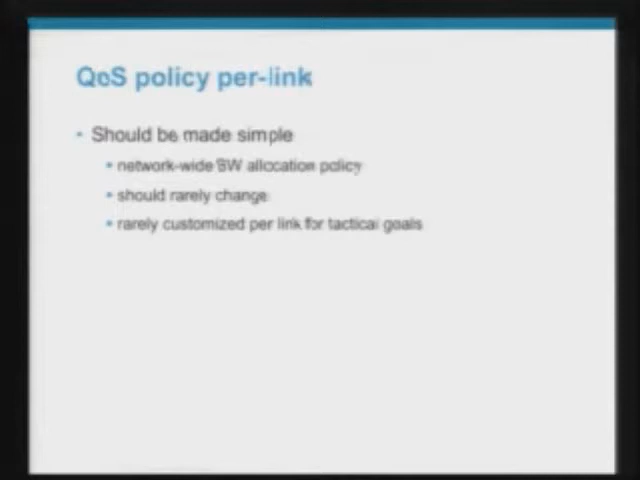 QoS policy per-link
• Should be made simple
• network-wide BW allocation policy
• should rarely change
• rarely customized per link for tactical goals